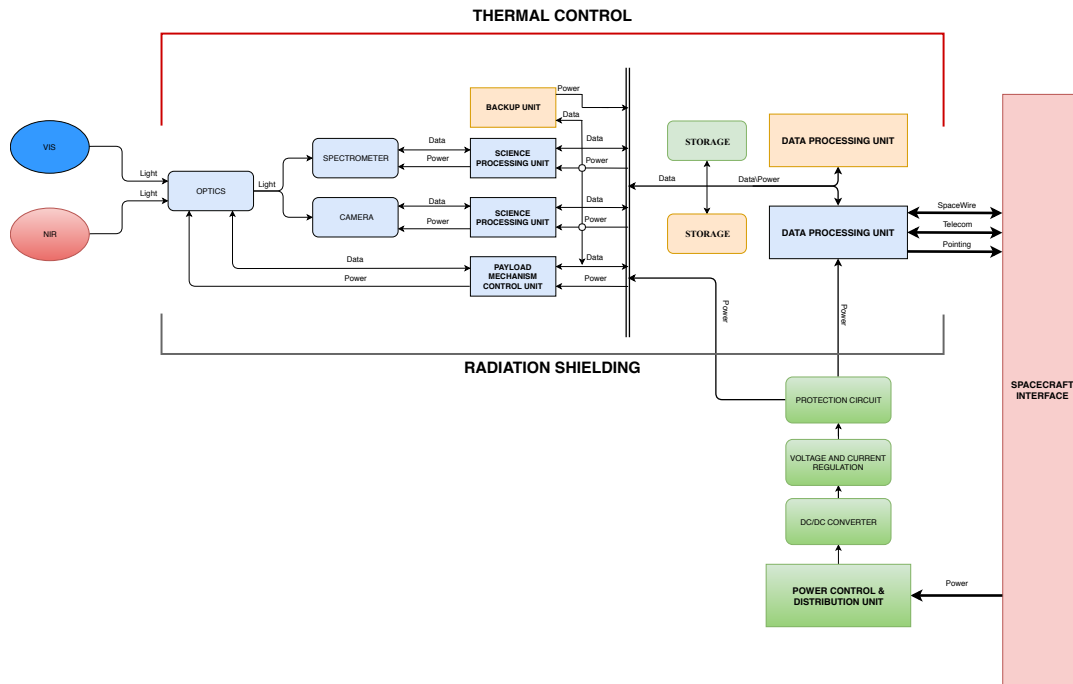 THERMAL CONTROL
VIS
NIR
Light
Light
OPTICS
Light
SPECTROMETER
CAMERA
Data
Power
Data
Power
Data
Power
BACKUP UNIT
SCIENCE
PROCESSING UNIT
SCIENCE
PROCESSING UNIT
PAYLOAD
MECHANISM
CONTROL UNIT
Power
Data
Data
Power
Data
Power
Data
Power
STORAGE
STORAGE
Data
Data\Power
DATA PROCESSING UNIT
DATA PROCESSING UNIT
SpaceWire
Telecom
Pointing
Power
Power
RADIATION SHIELDING
PROTECTION CIRCUIT
VOLTAGE AND CURRENT
REGULATION
DC/DC CONVERTER
POWER CONTROL &
DISTRIBUTION UNIT
Power
SPACECRAFT
INTERFACE